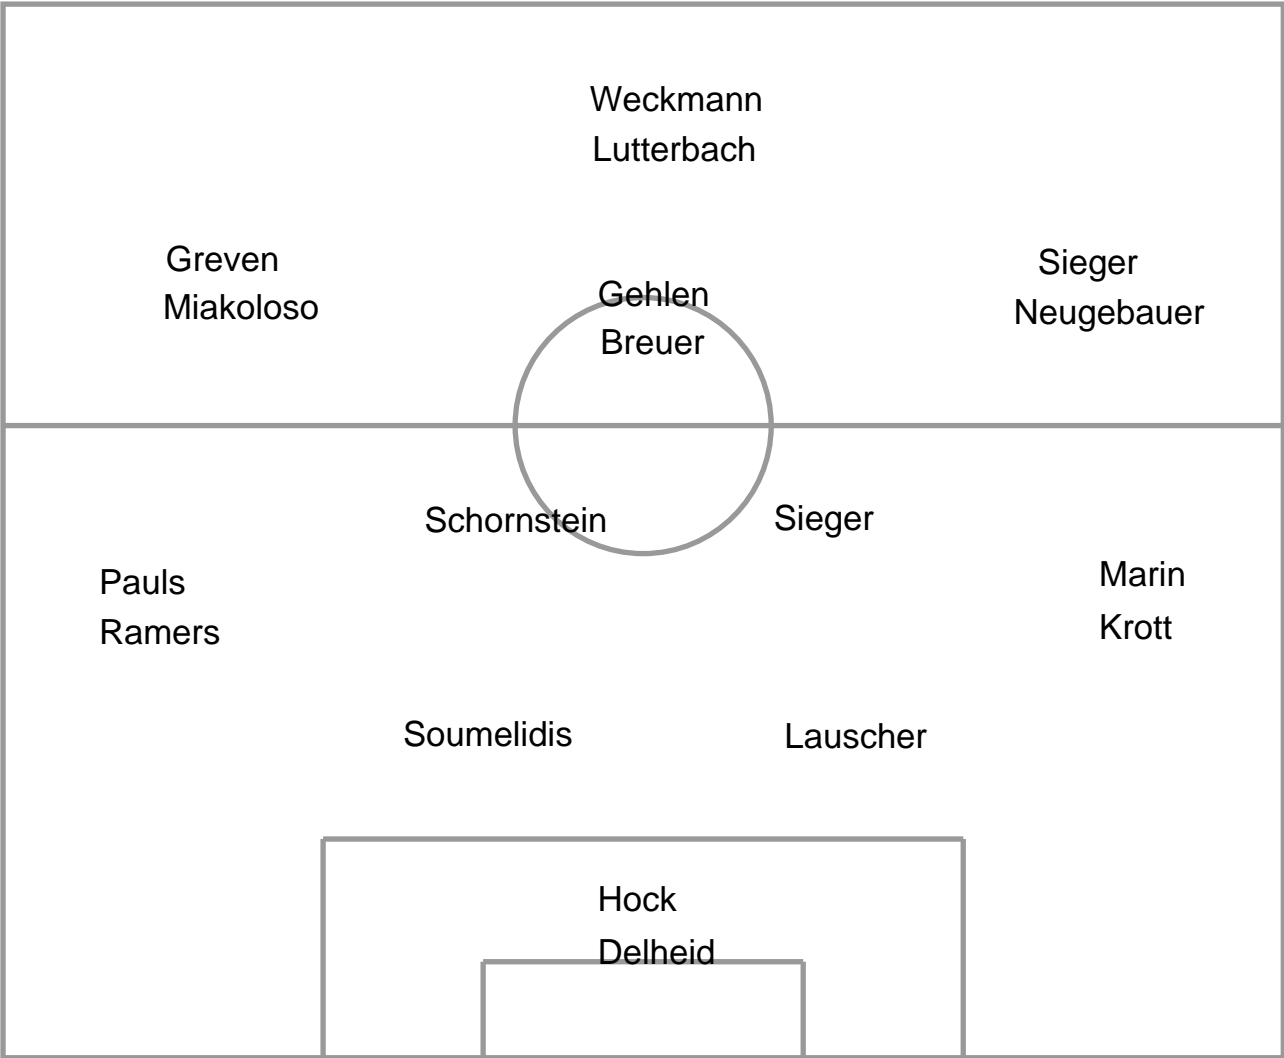 Weckmann
Lutterbach
Greven
Miakoloso
Gehlen
Breuer
Sieger
Neugebauer
Schornstein
Sieger
Pauls
Ramers
Marin
Krott
Soumelidis
Lauscher
Hock
Delheid